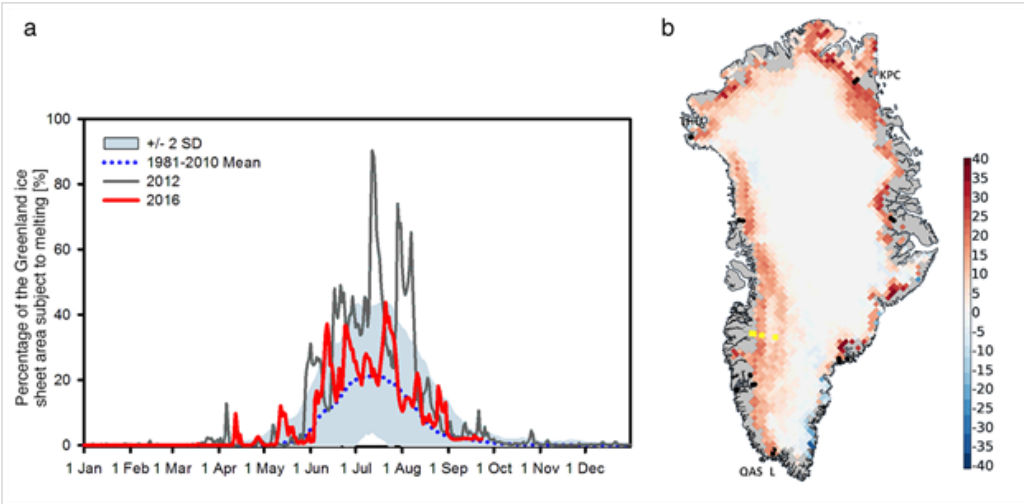 a
b
Percentage of the Greenland ice
sheet area subject to melting [%]
100
80
60
40
20
0
+/- 2 SD
1981-2010 Mean
2012
2016
1 Jan 1 Feb 1 Mar 1 Apr 1 May 1 Jun 1 Jul 1 Aug 1 Sep 1 Oct 1 Nov 1 Dec
KPC
QAS L
40
35
30
25
20
15
10
5
0
-5
-10
-15
-20
-25
-30
-35
-40